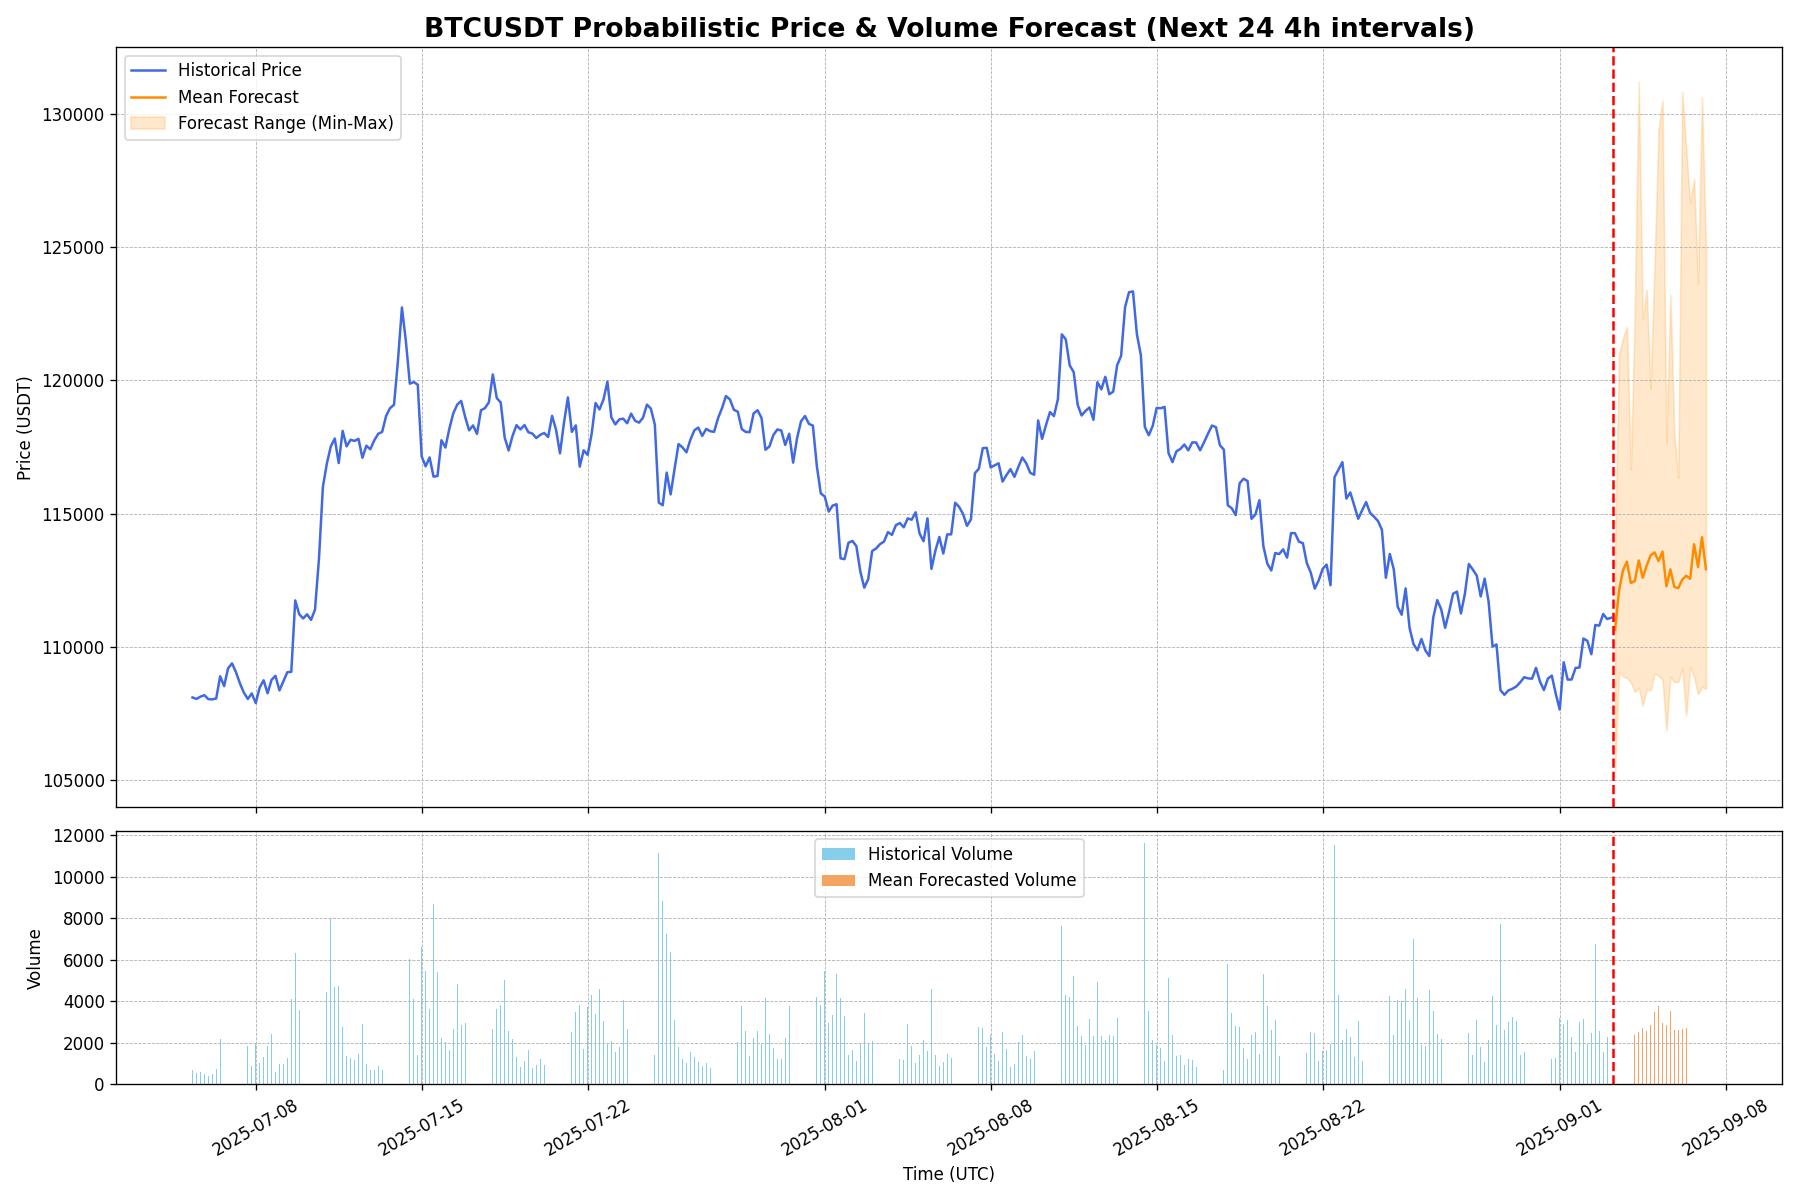 BTCUSDT Probabilistic Price & Volume Forecast (Next 24 4h intervals)
Historical Price
Mean Forecast
Forecast Range (Min-Max)
130000
125000
120000
115000
110000
105000
Price (USDT)
Historical Volume
Mean Forecasted Volume
12000
10000
8000
6000
4000
2000
0
Volume
2025-07-08
2025-07-15
2025-07-22
2025-08-01
2025-08-08
2025-08-15
2025-08-22
2025-09-01
2025-09-08
Time (UTC)